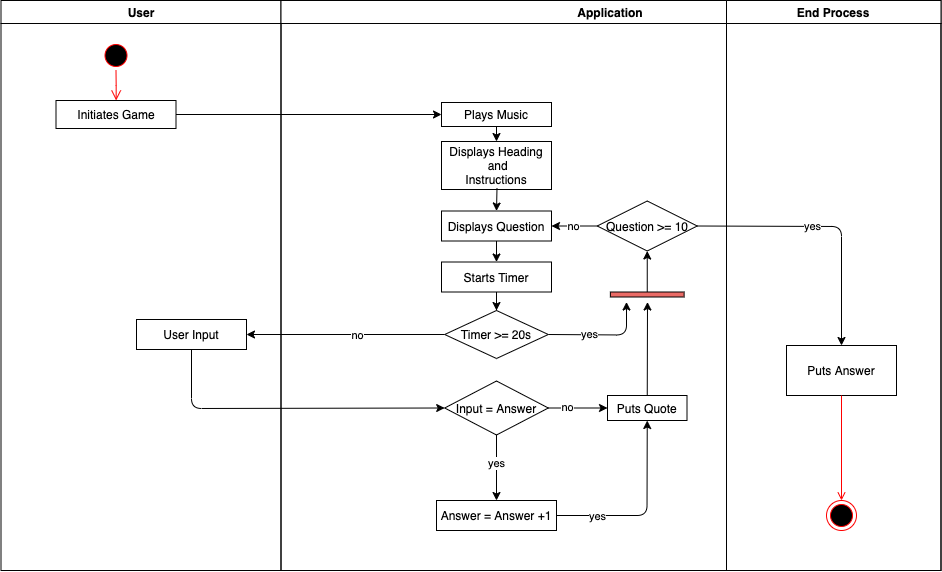 User
Application
End Process
Initiates Game
Plays Music
Displays Heading
and
Instructions
Displays Question
no
Question >= 10
yes
Starts Timer
User Input
no
Timer >= 20s
yes
Puts Answer
Input = Answer
no
Puts Quote
yes
Answer = Answer +1
yes